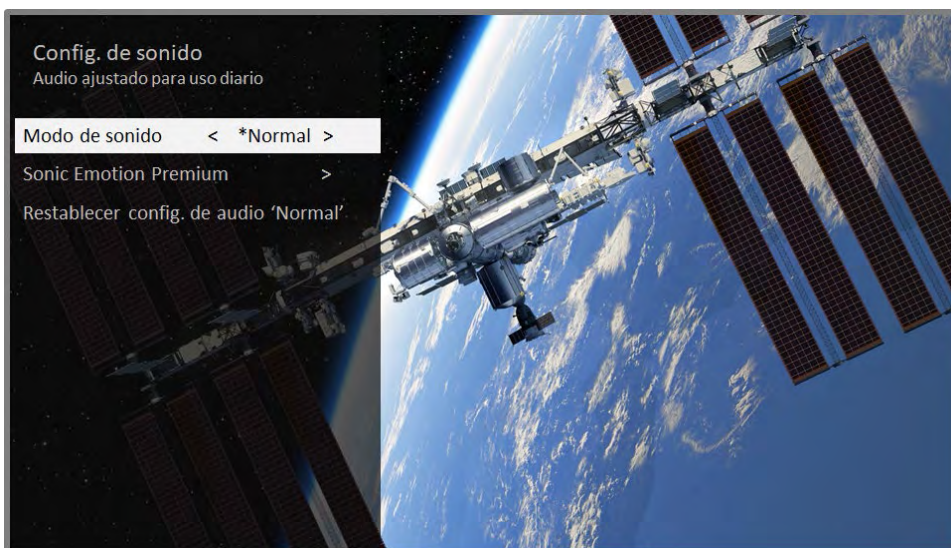 Config. de sonido
Audio ajustado para uso diario
Modo de sonido < *Normal >
Sonic Emotion Premium >
Restablecer config. de audio ‘Normal’